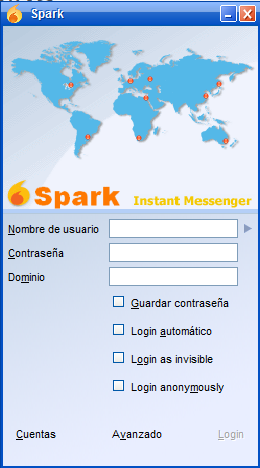 Spark
Spark Instant Messenger
Nombre de usuario
Contraseña
Dominio
Guardar contraseña
Login automático
Login as invisible
Login anonymously
Cuentas Avanzado Login